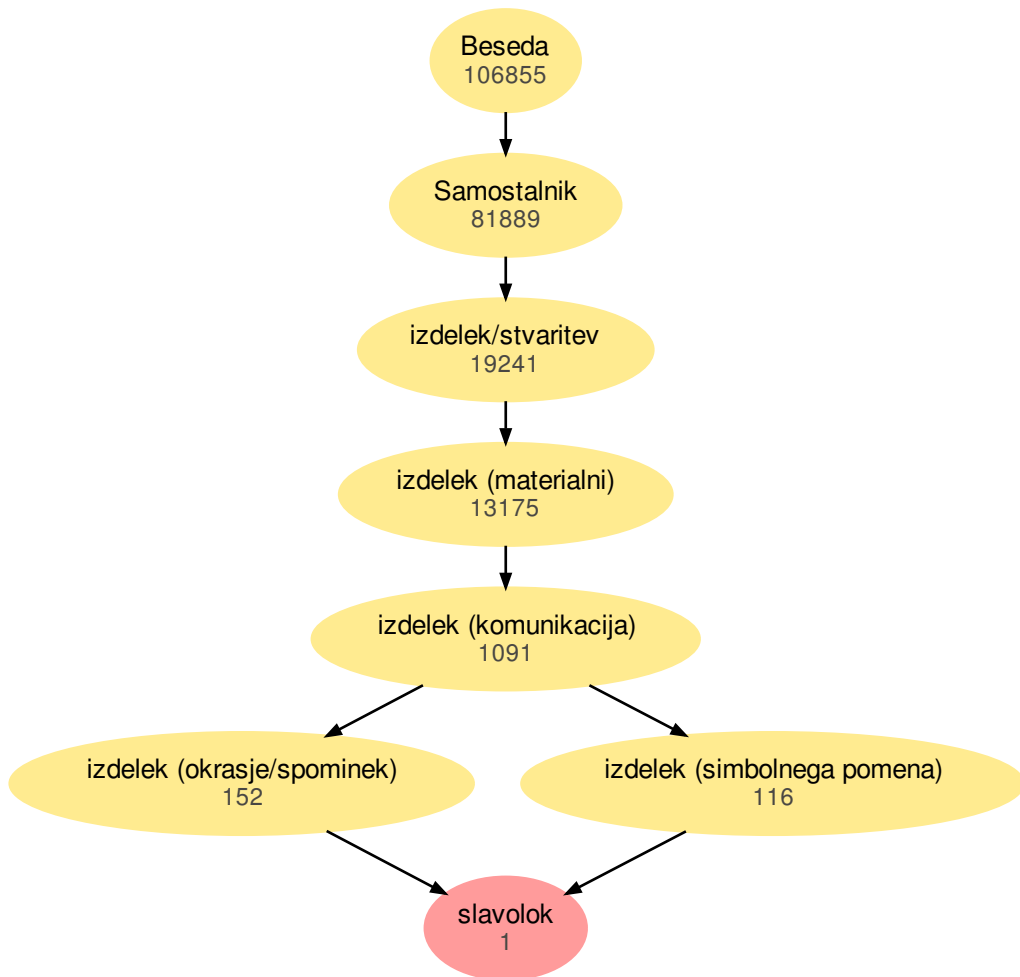 Beseda
106855
Samostalnik
81889
izdelek/stvaritev
19241
izdelek (materialni)
13175
izdelek (komunikacija)
1091
izdelek (okrasje/spominek)
152
izdelek (simbolnega pomena)
116
slavolok
1